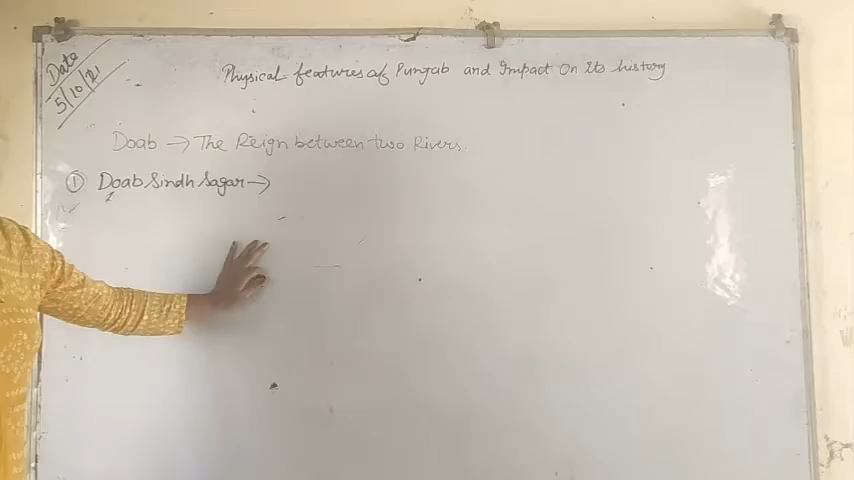 Date
5/10/21
Physical features of Punjab and Impact On Its history
Doab → The Reign between two Rivers.
① Doab Sindh Sagar →